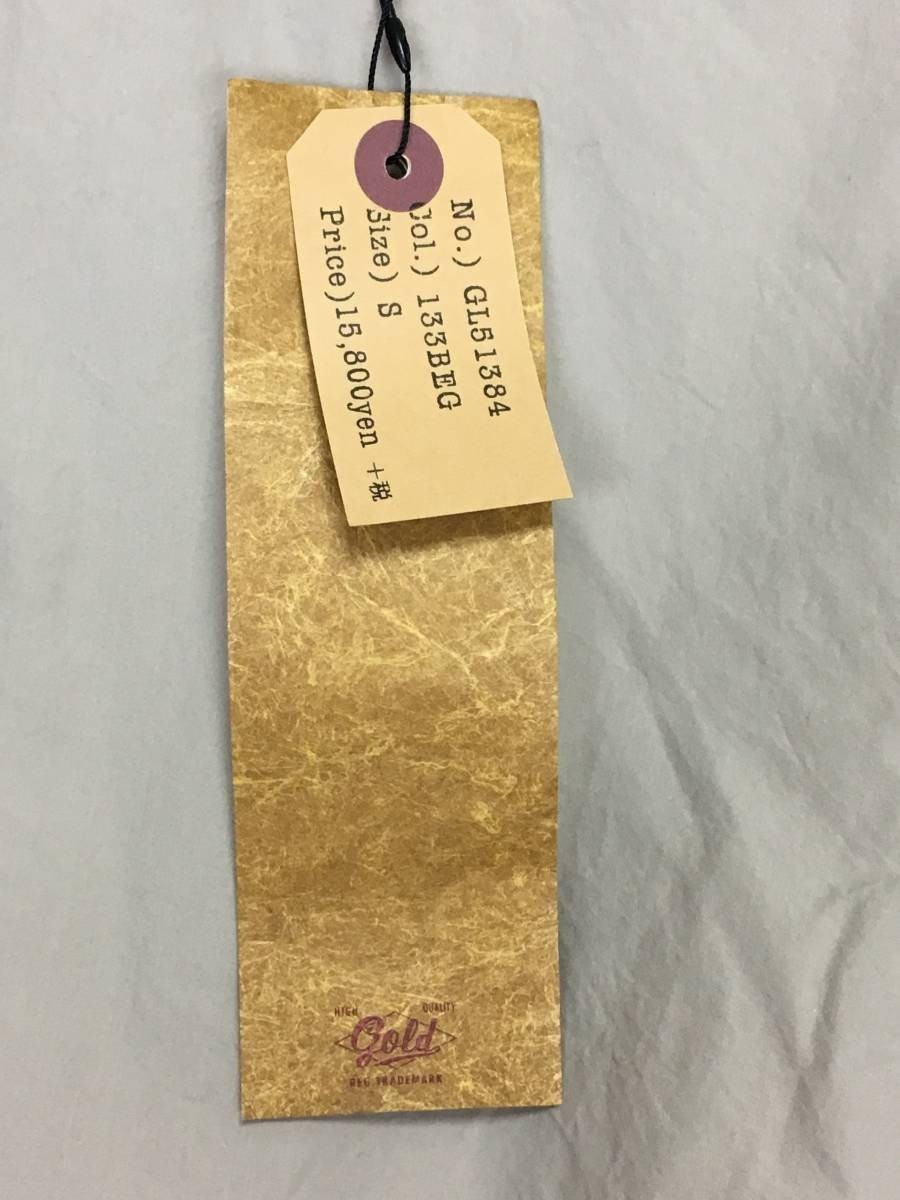 No.) GL51384
Col.) 133BEG
Size) S
Price)15,800yen +税
HIGH QUALITY
Gold
REG TRADEMARK